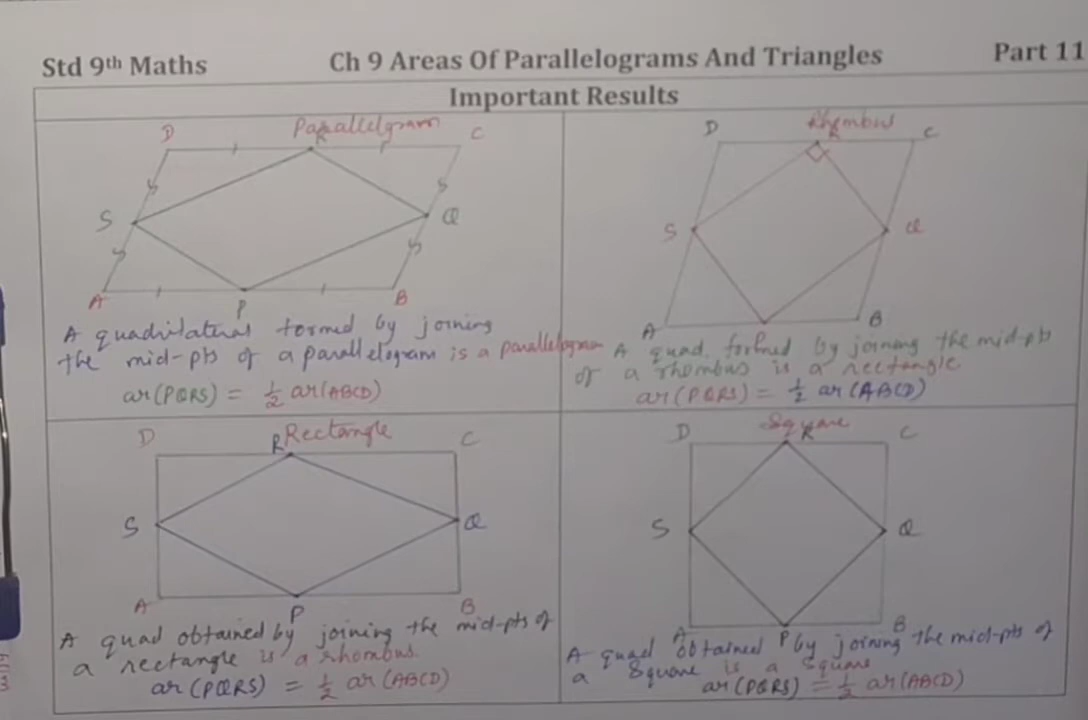 Std 9th Maths Ch 9 Areas Of Parallelograms And Triangles Part 11
Important Results
D Parallelgram C
R
S Q
A P B
A quadrilateral formed by joining
the mid-pts of a parallelogram is a parallelogram
ar(PQRS) = 1/2 ar(ABCD)
D Rhombus C
R
S Q
A B
A quad. formed by joining the mid-pts
of a rhombus is a rectangle.
ar(PQRS) = 1/2 ar(ABCD)
D Rectangle C
R
S Q
A P B
A quad obtained by joining the mid-pts of
a rectangle is a rhombus.
ar(PQRS) = 1/2 ar(ABCD)
D Square C
R
S Q
A P B
A quad obtained by joining the mid-pts of
a Square is a square
ar(PQRS) = 1/2 ar(ABCD)